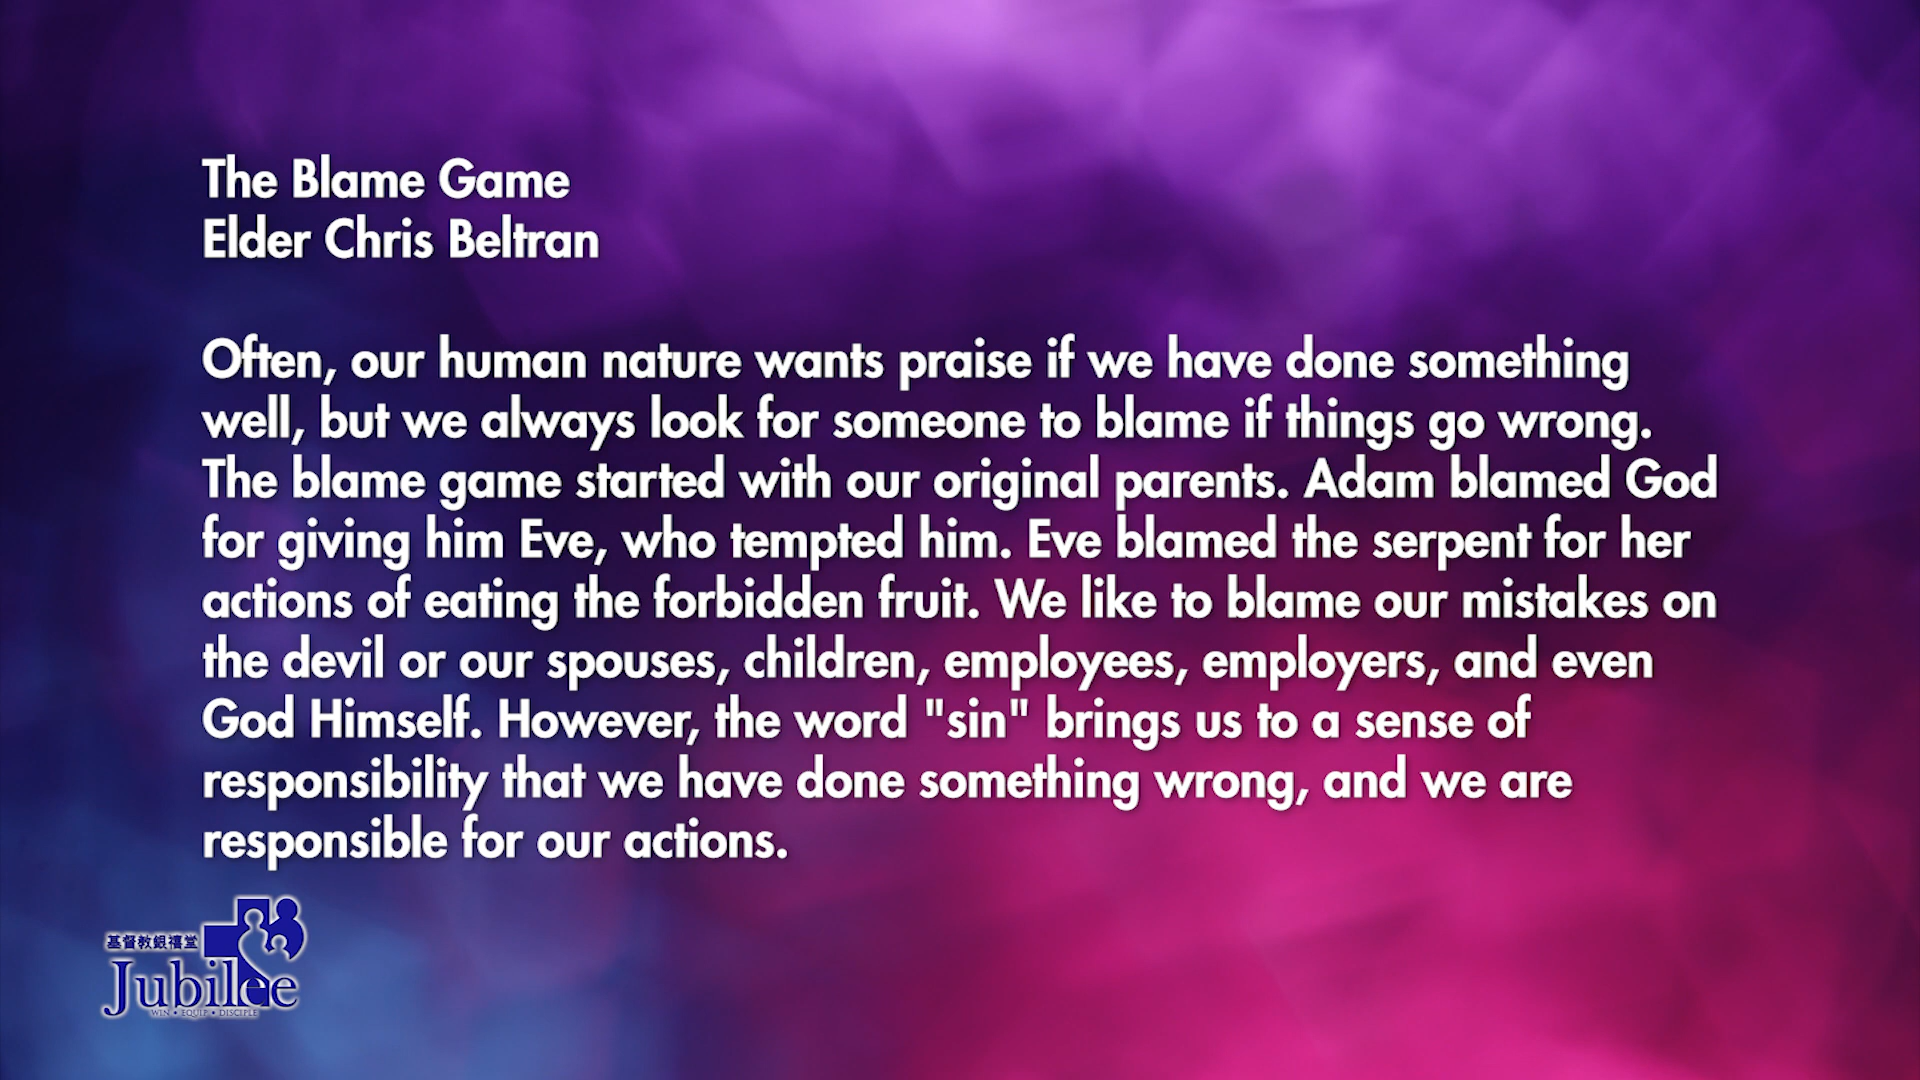 The Blame Game
Elder Chris Beltran
Often, our human nature wants praise if we have done something
well, but we always look for someone to blame if things go wrong.
The blame game started with our original parents. Adam blamed God
for giving him Eve, who tempted him. Eve blamed the serpent for her
actions of eating the forbidden fruit. We like to blame our mistakes on
the devil or our spouses, children, employees, employers, and even
God Himself. However, the word "sin" brings us to a sense of
responsibility that we have done something wrong, and we are
responsible for our actions.
基督教銀禧堂
Jubilee
WIN • EQUIP • DISCIPLE